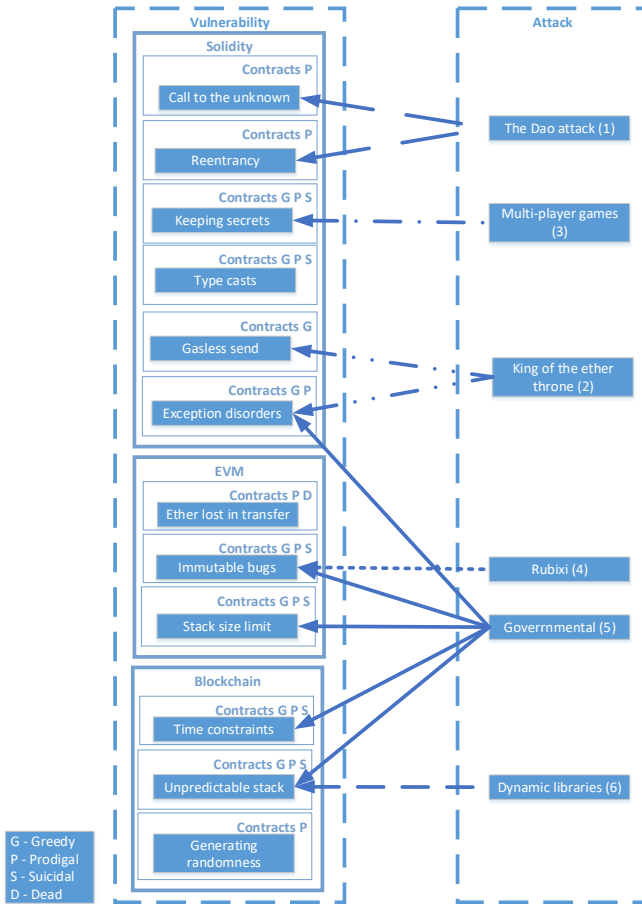 Vulnerability
Solidity
Contracts P
Call to the unknown
Contracts P
Reentrancy
Contracts G P S
Keeping secrets
Contracts G P S
Type casts
Contracts G
Gasless send
Contracts G P
Exception disorders
EVM
Contracts P D
Ether lost in transfer
Contracts G P S
Immutable bugs
Contracts G P S
Stack size limit
Blockchain
Contracts G P S
Time constraints
Contracts G P S
Unpredictable stack
Contracts P
Generating
randomness
Attack
The Dao attack (1)
Multi-player games
(3)
King of the ether
throne (2)
Rubixi (4)
Goverrnmental (5)
Dynamic libraries (6)
G - Greedy
P - Prodigal
S - Suicidal
D - Dead